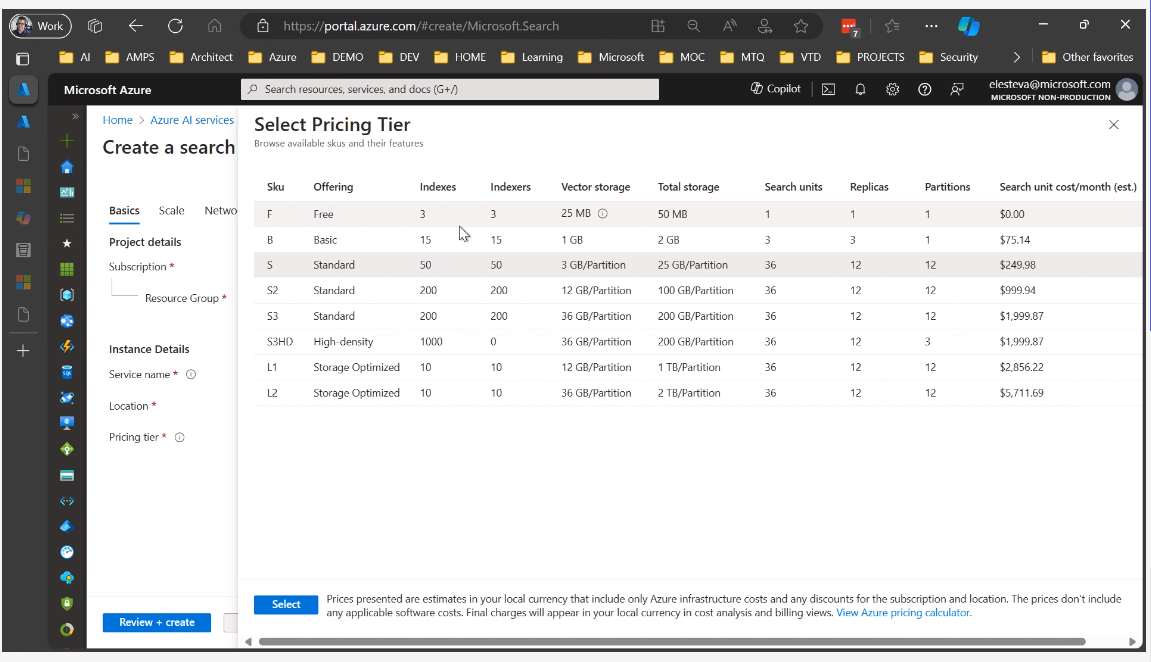 Work
https://portal.azure.com/#create/Microsoft.Search
7
AI AMPS Architect Azure DEMO DEV HOME Learning Microsoft MOC MTQ VTD PROJECTS Security Other favorites
Microsoft Azure
Search resources, services, and docs (G+/)
Copilot
elesteva@microsoft.com
MICROSOFT NON-PRODUCTION
Home > Azure AI services
Create a search
Basics Scale Netwo
Project details
Subscription *
Resource Group *
Instance Details
Service name *
Location *
Pricing tier *
Review + create
Select Pricing Tier
Browse available skus and their features
Sku Offering Indexes Indexers Vector storage Total storage Search units Replicas Partitions Search unit cost/month (est.)
F Free 3 3 25 MB 50 MB 1 1 1 $0.00
B Basic 15 15 1 GB 2 GB 3 3 1 $75.14
S Standard 50 50 3 GB/Partition 25 GB/Partition 36 12 12 $249.98
S2 Standard 200 200 12 GB/Partition 100 GB/Partition 36 12 12 $999.94
S3 Standard 200 200 36 GB/Partition 200 GB/Partition 36 12 12 $1,999.87
S3HD High-density 1000 0 36 GB/Partition 200 GB/Partition 36 12 3 $1,999.87
L1 Storage Optimized 10 10 12 GB/Partition 1 TB/Partition 36 12 12 $2,856.22
L2 Storage Optimized 10 10 36 GB/Partition 2 TB/Partition 36 12 12 $5,711.69
Select
Prices presented are estimates in your local currency that include only Azure infrastructure costs and any discounts for the subscription and location. The prices don't include
any applicable software costs. Final charges will appear in your local currency in cost analysis and billing views. View Azure pricing calculator.